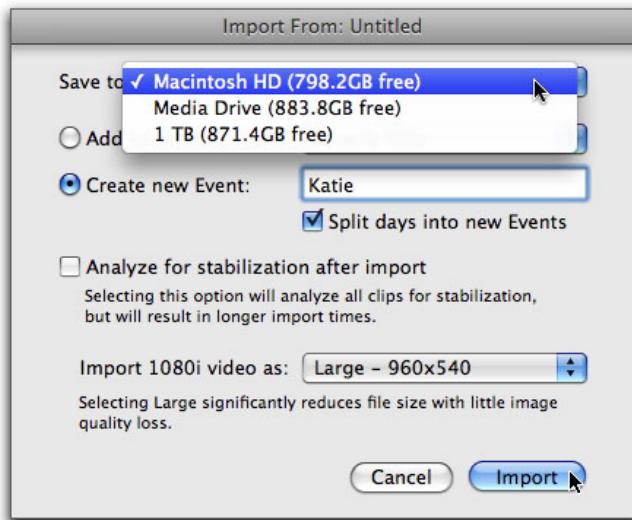 Import From: Untitled
Save to
✓ Macintosh HD (798.2GB free)
Media Drive (883.8GB free)
1 TB (871.4GB free)
Add
Create new Event: Katie
Split days into new Events
Analyze for stabilization after import
Selecting this option will analyze all clips for stabilization,
but will result in longer import times.
Import 1080i video as: Large – 960x540
Selecting Large significantly reduces file size with little image
quality loss.
Cancel Import